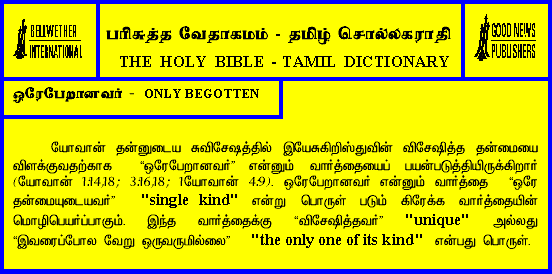 BELLWETHER
INTERNATIONAL
பரிசுத்த வேதாகமம் - தமிழ் சொல்லகராதி
THE HOLY BIBLE - TAMIL DICTIONARY
GOOD NEWS
PUBLISHERS
ஒரேபேறானவர் - ONLY BEGOTTEN
யோவான் தன்னுடைய சுவிசேஷத்தில் இயேசுகிறிஸ்துவின் விசேஷித்த தன்மையை
விளக்குவதற்காக "ஒரேபேறானவர்" என்னும் வார்த்தையைப் பயன்படுத்தியிருக்கிறார்
(யோவான் 1:14,18; 3:16,18; 1யோவான் 4:9). ஒரேபேறானவர் என்னும் வார்த்தை "ஒரே
தன்மையுடையவர்" "single kind" என்று பொருள் படும் கிரேக்க வார்த்தையின்
மொழிபெயர்ப்பாகும். இந்த வார்த்தைக்கு "விசேஷித்தவர்" "unique" அல்லது
"இவரைப்போல வேறு ஒருவருமில்லை" "the only one of its kind" என்பது பொருள்.